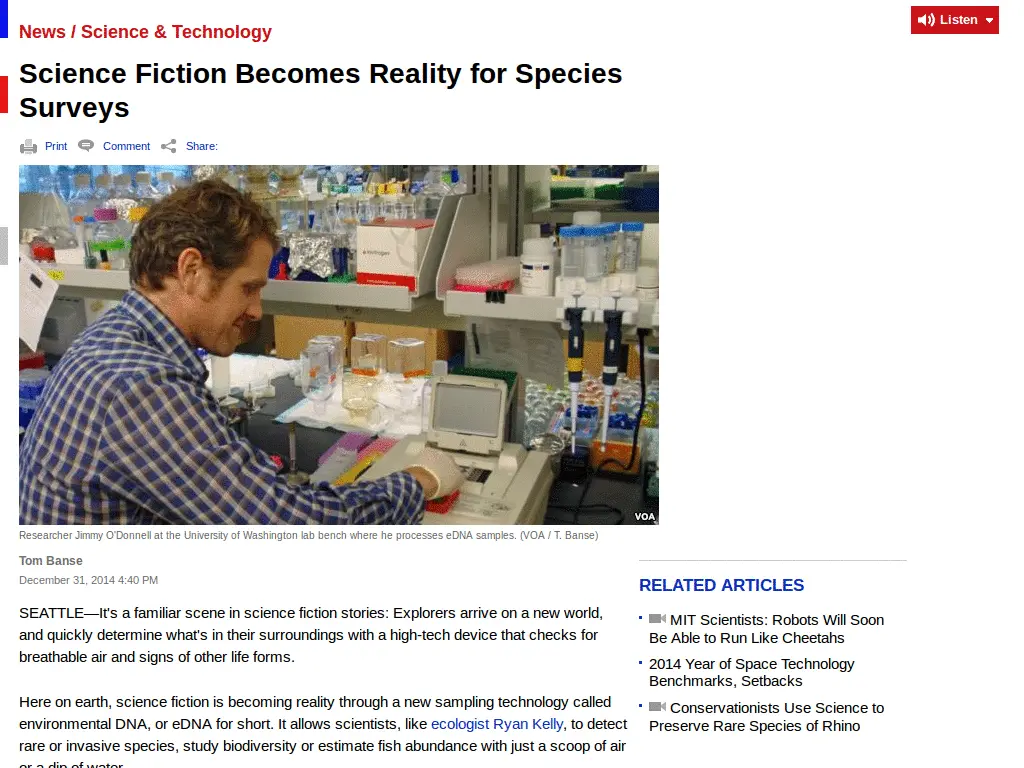 Listen
News / Science & Technology
Science Fiction Becomes Reality for Species
Surveys
Print Comment Share:
VOA
Researcher Jimmy O'Donnell at the University of Washington lab bench where he processes eDNA samples. (VOA / T. Banse)
Tom Banse
December 31, 2014 4:40 PM
SEATTLE—It's a familiar scene in science fiction stories: Explorers arrive on a new world,
and quickly determine what's in their surroundings with a high-tech device that checks for
breathable air and signs of other life forms.
Here on earth, science fiction is becoming reality through a new sampling technology called
environmental DNA, or eDNA for short. It allows scientists, like ecologist Ryan Kelly, to detect
rare or invasive species, study biodiversity or estimate fish abundance with just a scoop of air
or a dip of water.
RELATED ARTICLES
MIT Scientists: Robots Will Soon
Be Able to Run Like Cheetahs
2014 Year of Space Technology
Benchmarks, Setbacks
Conservationists Use Science to
Preserve Rare Species of Rhino